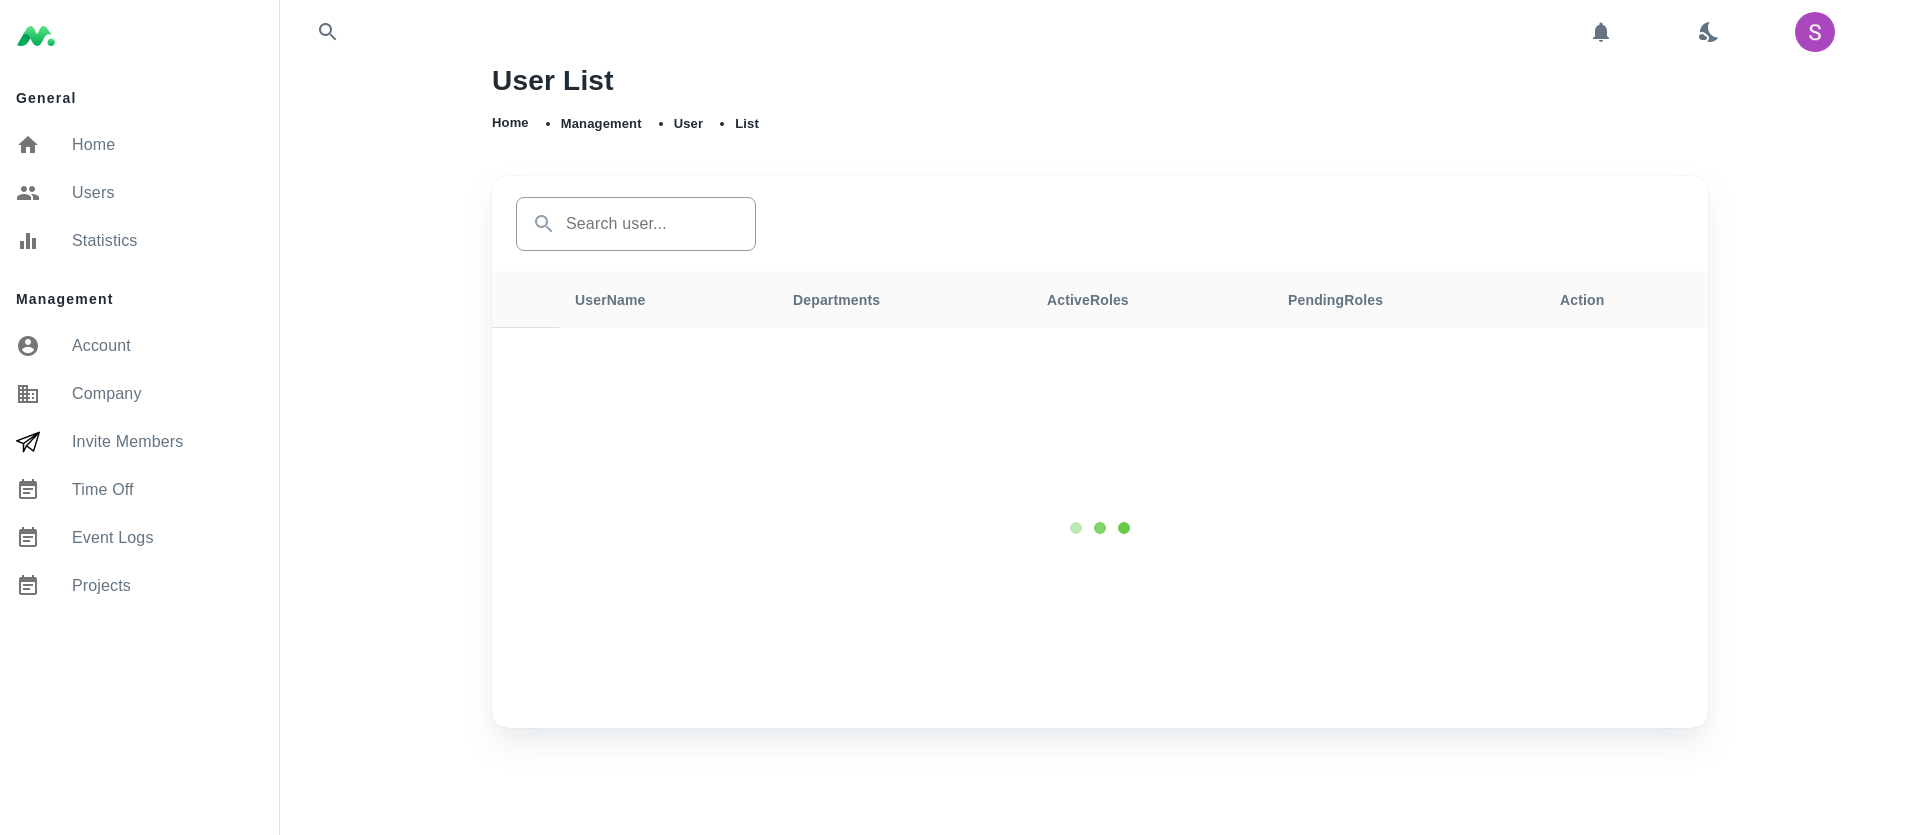 S
User List
Home • Management • User • List
General
Home
Users
Statistics
Management
Account
Company
Invite Members
Time Off
Event Logs
Projects
Search user...
UserName Departments ActiveRoles PendingRoles Action